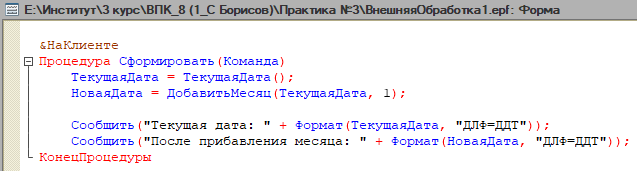 E:\Институт\3 курс\ВПК_8 (1_С Борисов)\Практика №3\ВнешняяОбработка1.epf: Форма
&НаКлиенте
Процедура Сформировать(Команда)
ТекущаяДата = ТекущаяДата();
НоваяДата = ДобавитьМесяц(ТекущаяДата, 1);
Сообщить("Текущая дата: " + Формат(ТекущаяДата, "ДЛФ=ДДТ"));
Сообщить("После прибавления месяца: " + Формат(НоваяДата, "ДЛФ=ДДТ"));
КонецПроцедуры